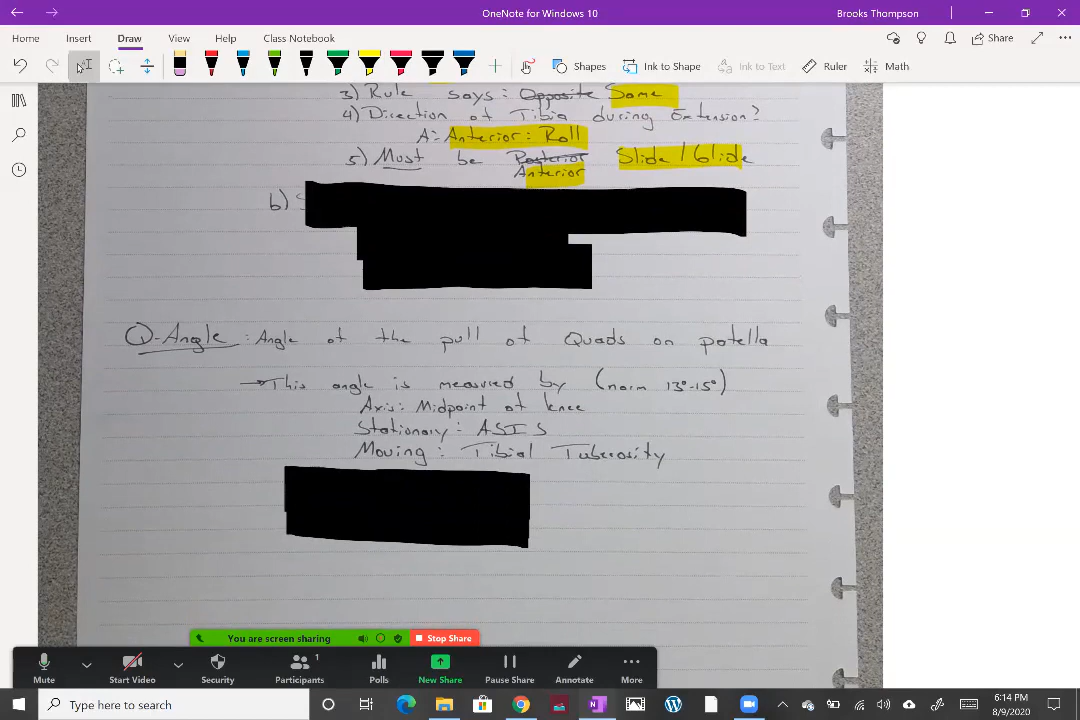 OneNote for Windows 10
Brooks Thompson
Home Insert Draw View Help Class Notebook
Share
Shapes Ink to Shape Ink to Text Ruler Math
3) Rule says: Opposite Same
4) Direction of Tibia during Extension?
A: Anterior: Roll
5) Must be Posterior Slide / Glide
Anterior
b)
Q-Angle: Angle of the pull of Quads on patella
→ This angle is measured by (norm 13°-15°)
Axis: Midpoint of knee
Stationary: ASIS
Moving: Tibial Tuberosity
You are screen sharing Stop Share
1
Mute Start Video Security Participants Polls New Share Pause Share Annotate More
Type here to search
6:14 PM
8/9/2020